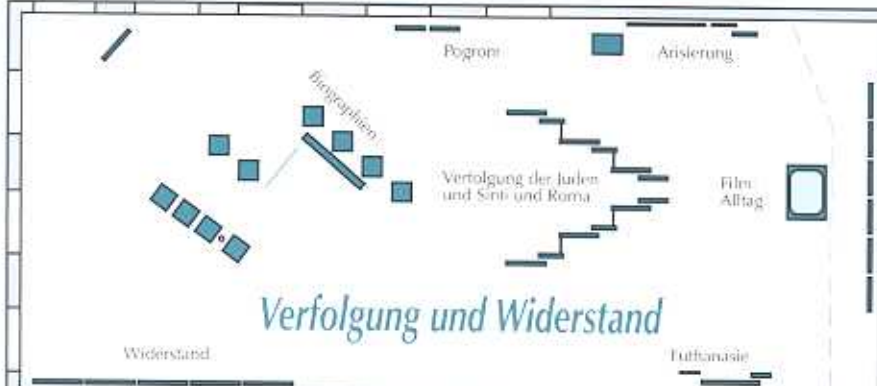 Pogrom
Arisierung
Biographien
Verfolgung der Juden
und Sinti und Roma
Film
Alltag
Verfolgung und Widerstand
Widerstand
Euthanasie